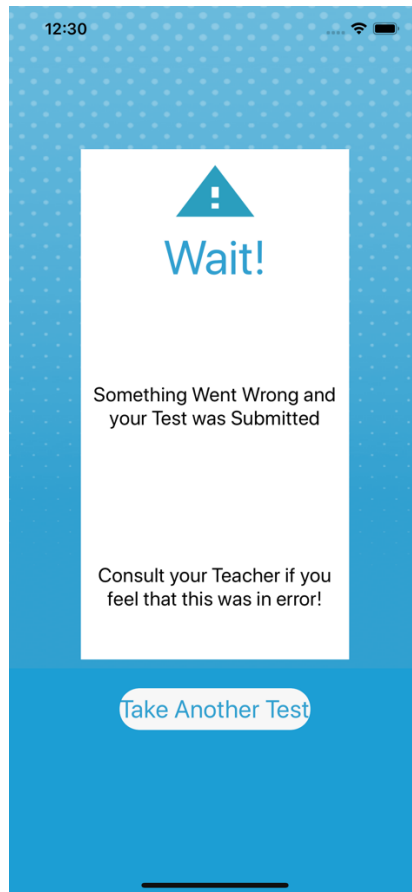 12:30
Wait!
Something Went Wrong and
your Test was Submitted
Consult your Teacher if you
feel that this was in error!
Take Another Test